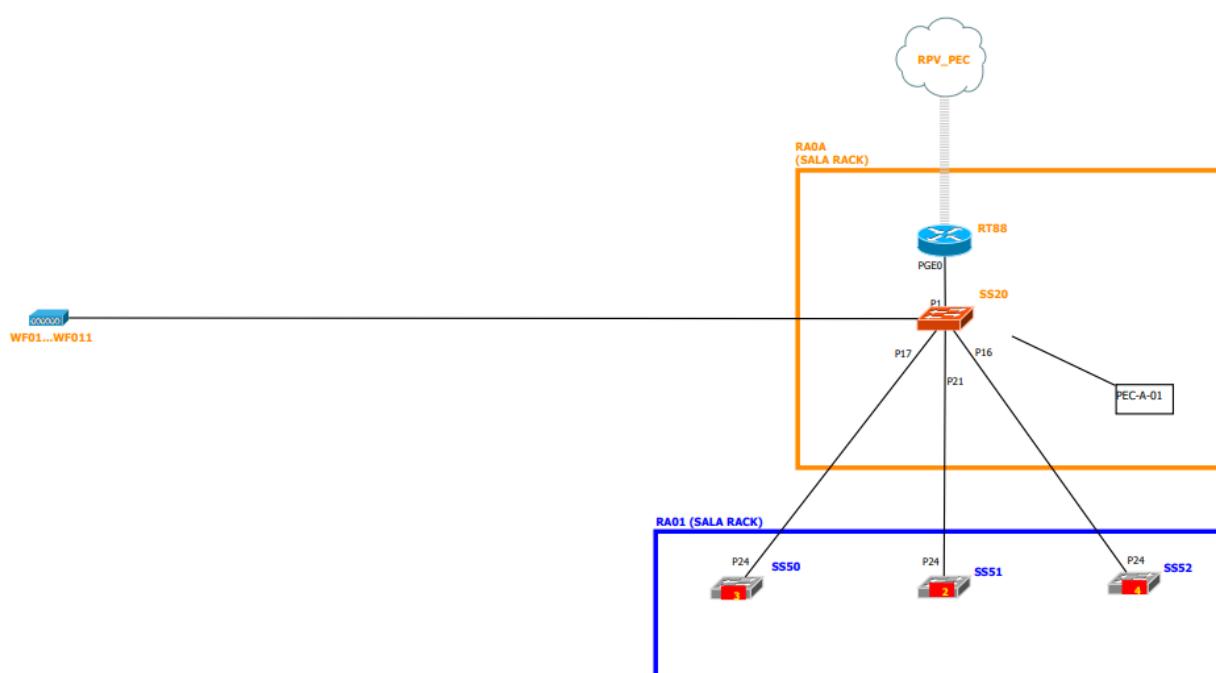 RPV_PEC
RA0A
(SALA RACK)
RT88
PGE0
SS20
P1
WF01...WF011
P17
P16
P21
PEC-A-01
RA01 (SALA RACK)
P24
SS50
P24
SS51
P24
SS52
3
2
4